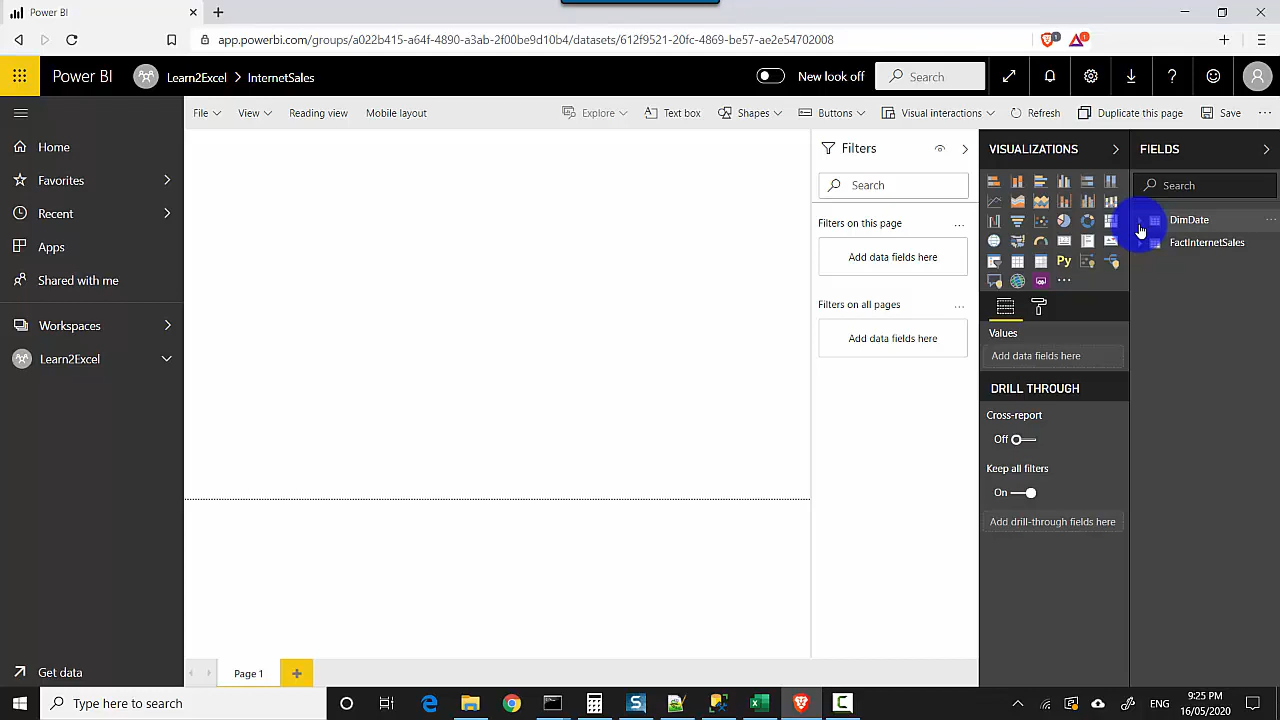 Power BI
app.powerbi.com/groups/a022b415-a64f-4890-a3ab-2f00be9d10b4/datasets/612f9521-20fc-4869-be57-ae2e54702008
1
1
Power BI
Learn2Excel
InternetSales
New look off
Search
File
View
Reading view
Mobile layout
Explore
Text box
Shapes
Buttons
Visual interactions
Refresh
Duplicate this page
Save
Home
Favorites
Recent
Apps
Shared with me
Workspaces
Learn2Excel
Get data
Filters
Search
Filters on this page
Add data fields here
Filters on all pages
Add data fields here
VISUALIZATIONS
Py
Values
Add data fields here
DRILL THROUGH
Cross-report
Off
Keep all filters
On
Add drill-through fields here
FIELDS
Search
DimDate
FactInternetSales
Page 1
Type here to search
ENG
9:25 PM
16/05/2020